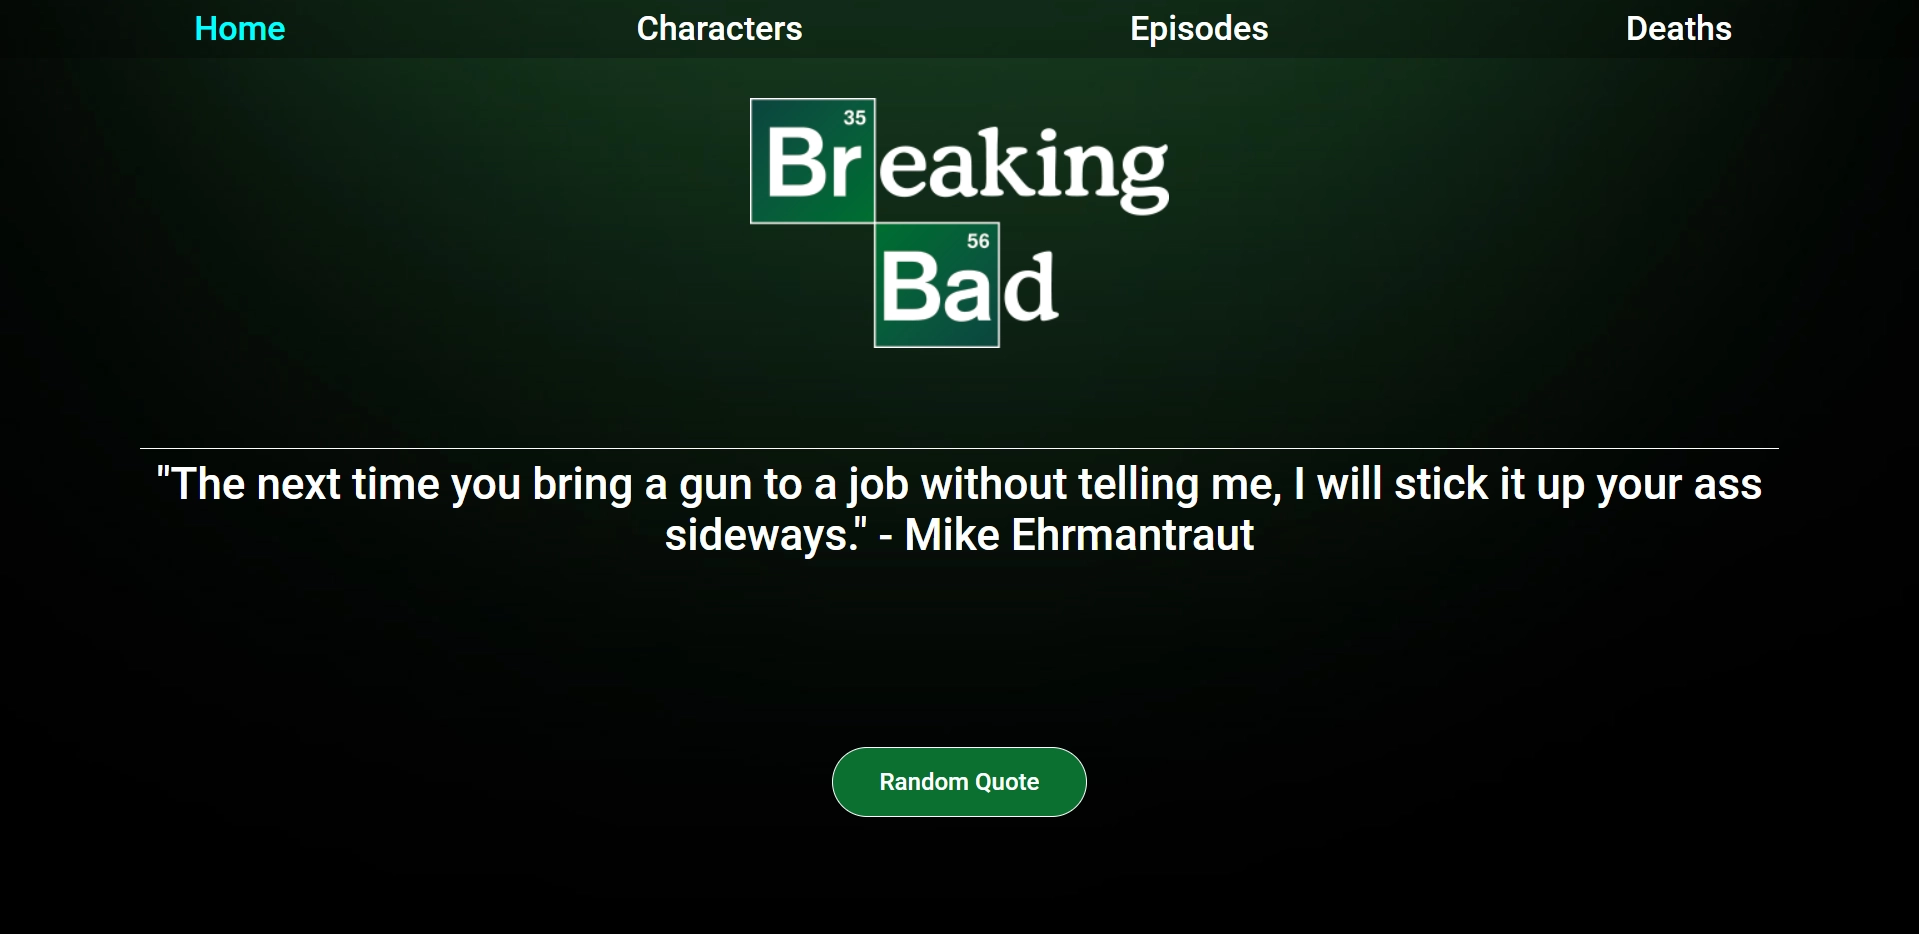 Home Characters Episodes Deaths
35
Breaking
56
Bad
"The next time you bring a gun to a job without telling me, I will stick it up your ass
sideways." - Mike Ehrmantraut
Random Quote